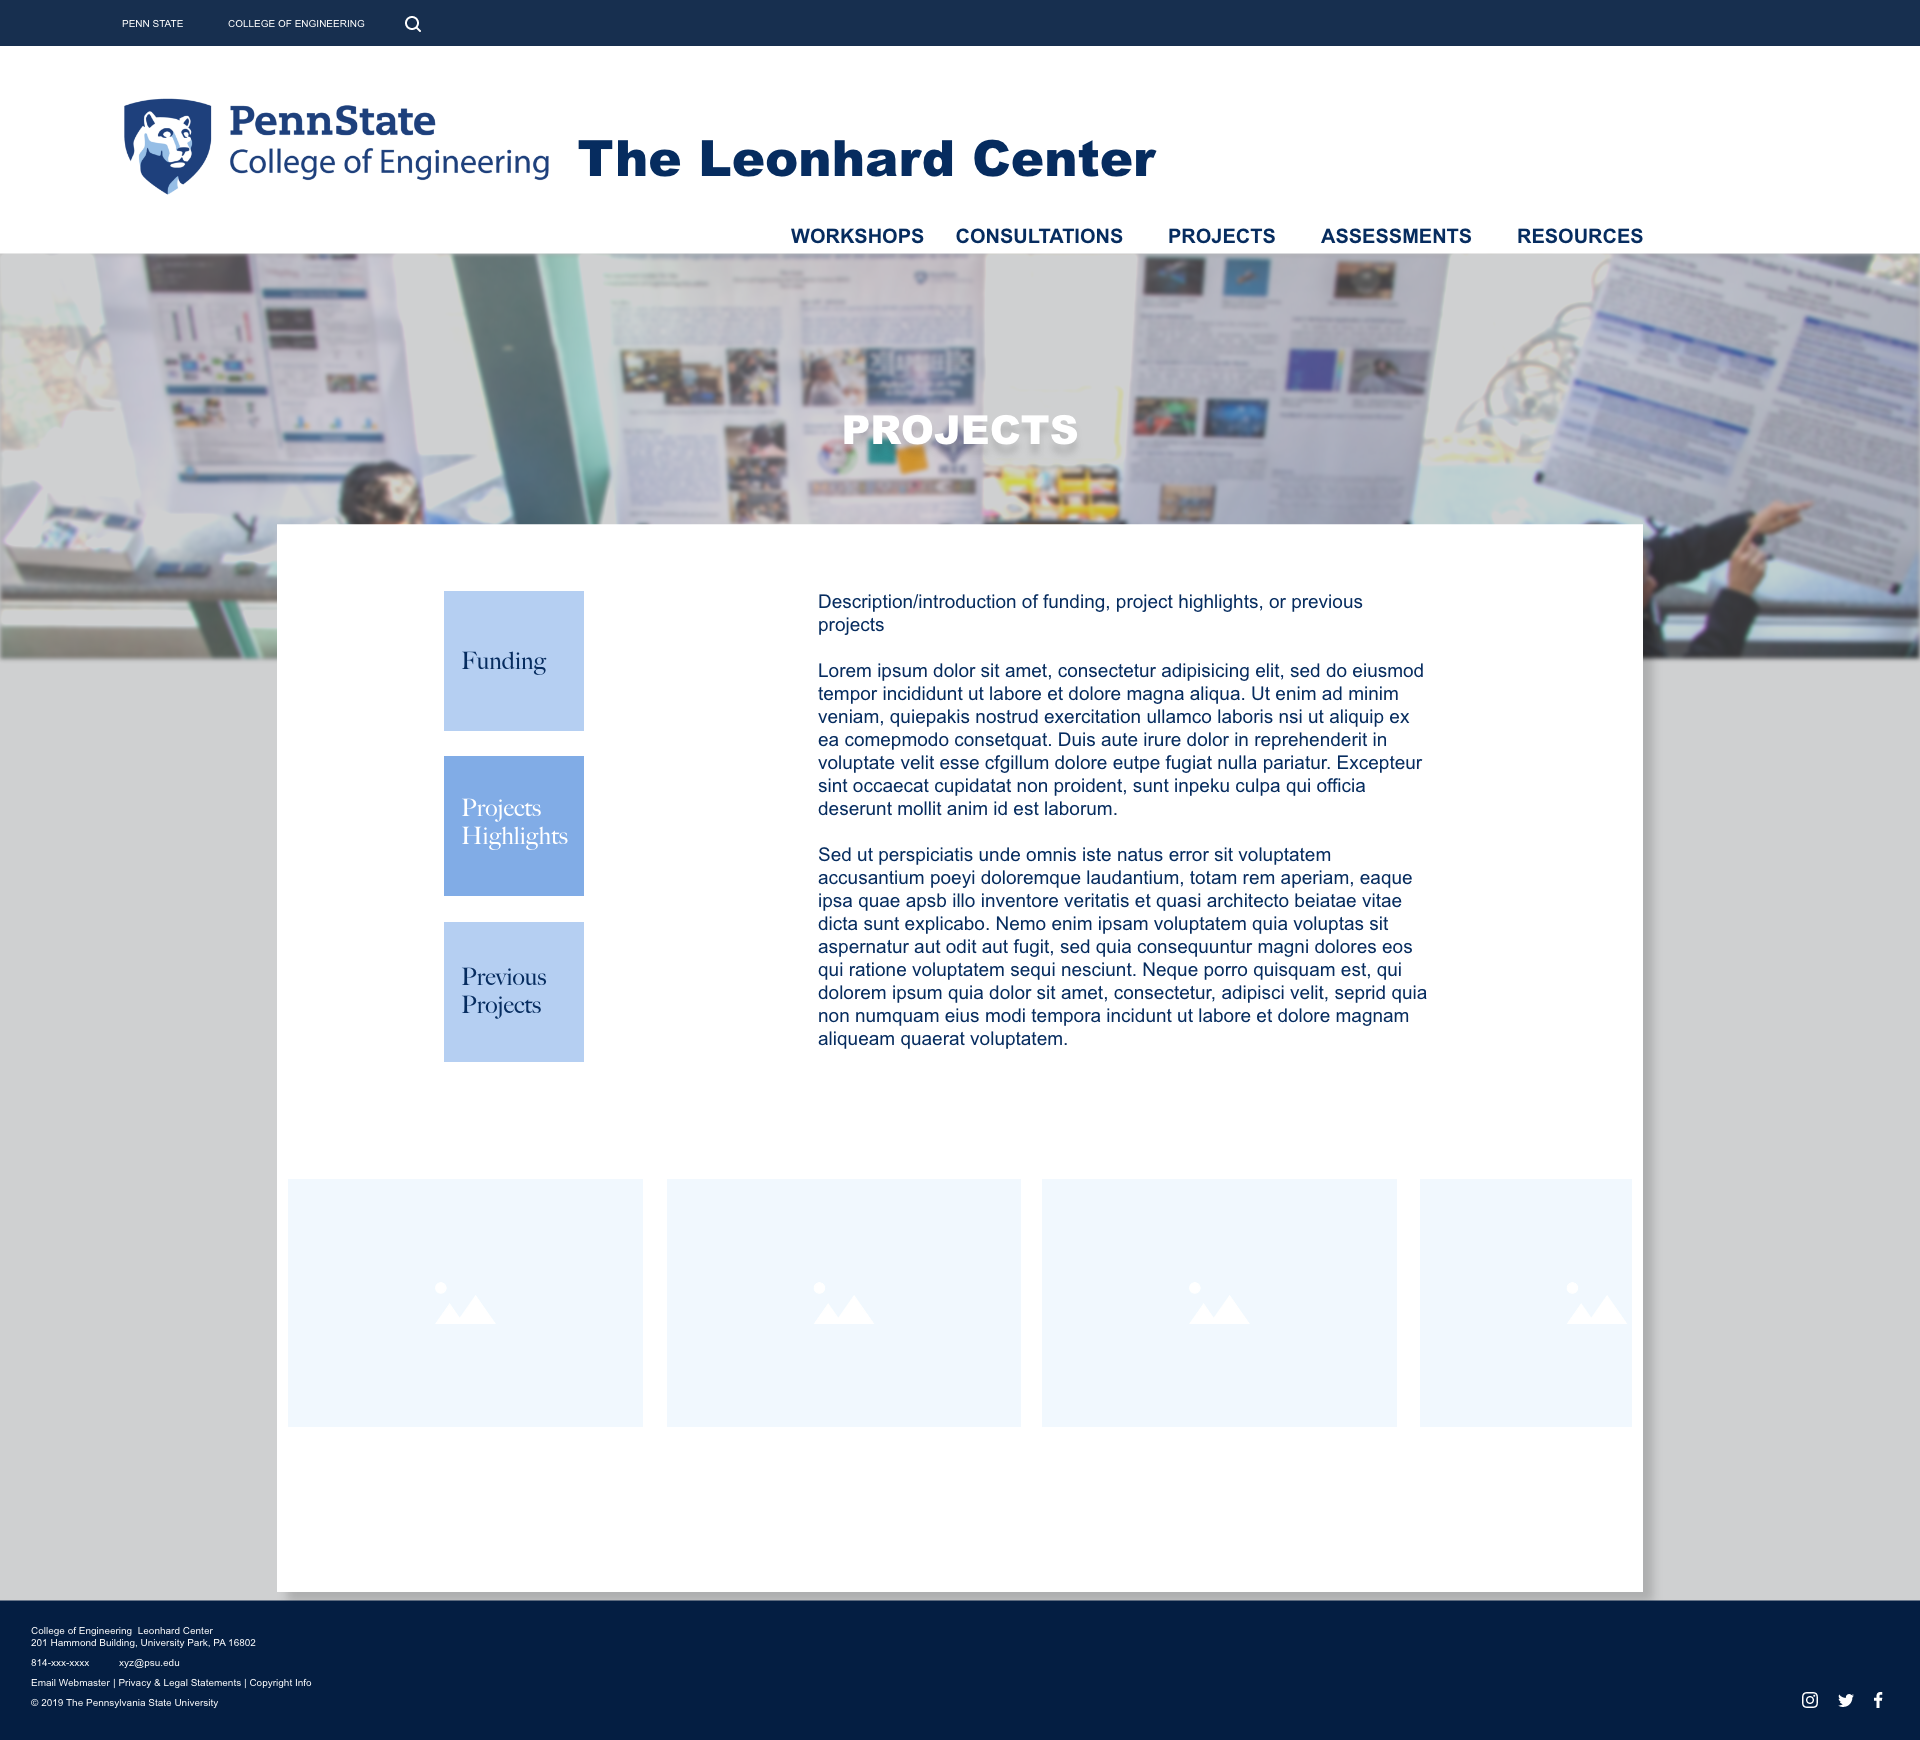 PENN STATE COLLEGE OF ENGINEERING
PennState
College of Engineering
The Leonhard Center
WORKSHOPS CONSULTATIONS PROJECTS ASSESSMENTS RESOURCES
PROJECTS
Funding
Projects
Highlights
Previous
Projects
Description/introduction of funding, project highlights, or previous
projects
Lorem ipsum dolor sit amet, consectetur adipisicing elit, sed do eiusmod
tempor incididunt ut labore et dolore magna aliqua. Ut enim ad minim
veniam, quiepakis nostrud exercitation ullamco laboris nsi ut aliquip ex
ea comepmodo consetquat. Duis aute irure dolor in reprehenderit in
voluptate velit esse cfgillum dolore eutpe fugiat nulla pariatur. Excepteur
sint occaecat cupidatat non proident, sunt inpeku culpa qui officia
deserunt mollit anim id est laborum.
Sed ut perspiciatis unde omnis iste natus error sit voluptatem
accusantium poeyi doloremque laudantium, totam rem aperiam, eaque
ipsa quae apsb illo inventore veritatis et quasi architecto beiatae vitae
dicta sunt explicabo. Nemo enim ipsam voluptatem quia voluptas sit
aspernatur aut odit aut fugit, sed quia consequuntur magni dolores eos
qui ratione voluptatem sequi nesciunt. Neque porro quisquam est, qui
dolorem ipsum quia dolor sit amet, consectetur, adipisci velit, seprid quia
non numquam eius modi tempora incidunt ut labore et dolore magnam
aliqueam quaerat voluptatem.
College of Engineering Leonhard Center
201 Hammond Building, University Park, PA 16802
814-xxx-xxxx xyz@psu.edu
Email Webmaster | Privacy & Legal Statements | Copyright Info
© 2019 The Pennsylvania State University